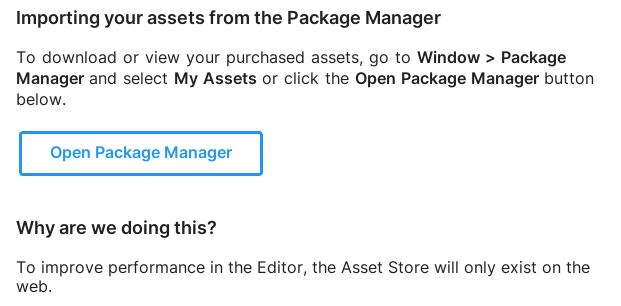 Importing your assets from the Package Manager
To download or view your purchased assets, go to Window > Package
Manager and select My Assets or click the Open Package Manager button
below.
Open Package Manager
Why are we doing this?
To improve performance in the Editor, the Asset Store will only exist on the
web.